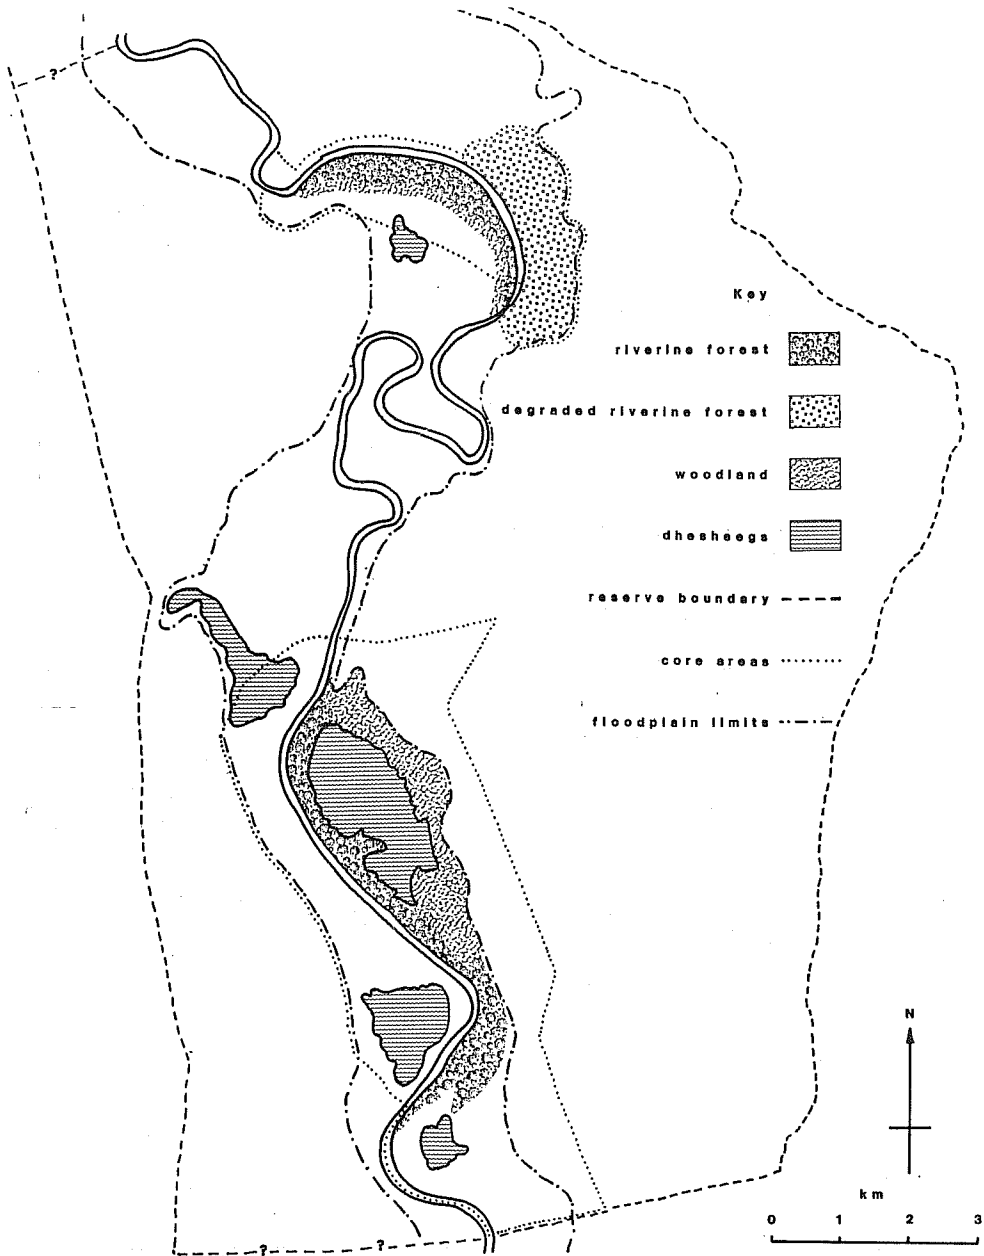 ?
Key
riverine forest
degraded riverine forest
woodland
dhesheegs
reserve boundary
core areas
floodplain limits
N
km
0 1 2 3
? ?